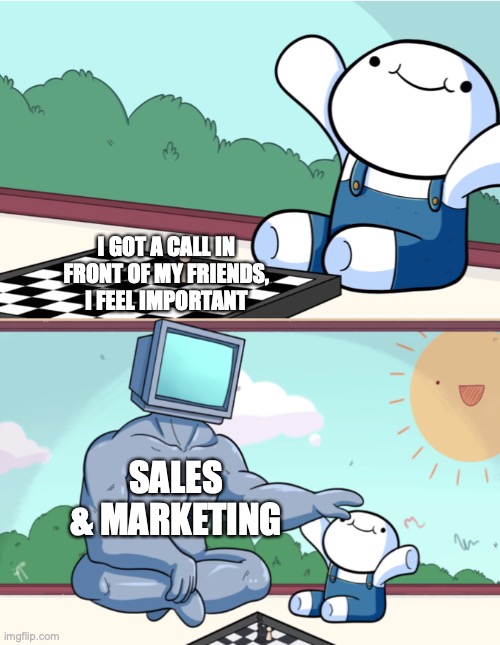 I GOT A CALL IN
FRONT OF MY FRIENDS,
I FEEL IMPORTANT
SALES
& MARKETING
imgflip.com